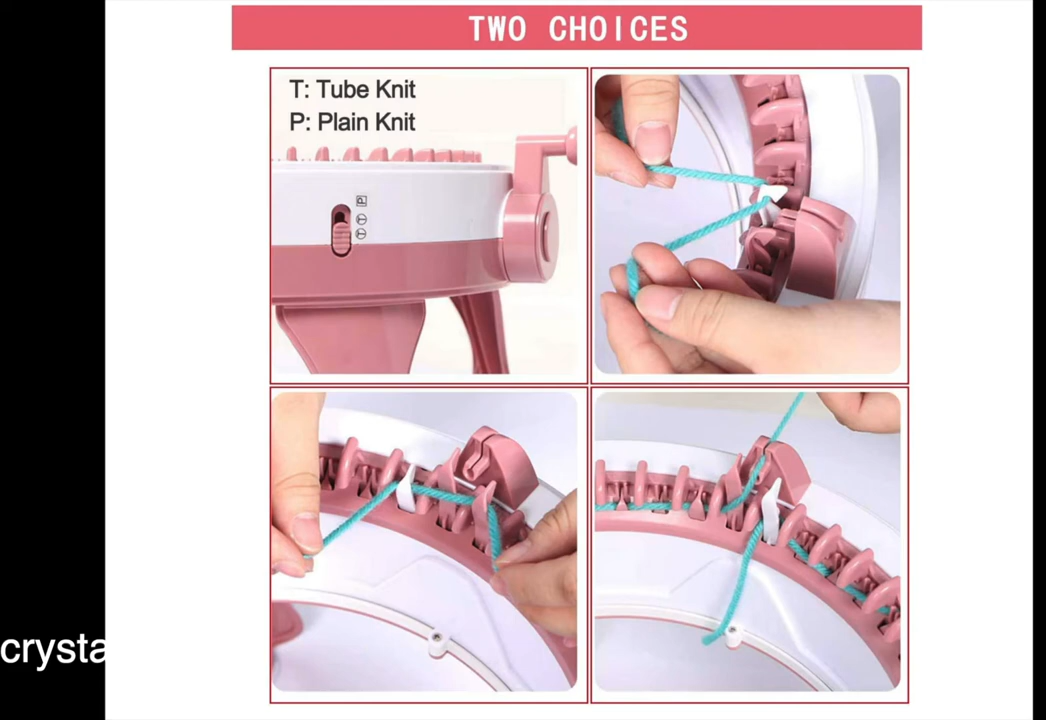 TWO CHOICES
T: Tube Knit
P: Plain Knit
P
T
T
crysta